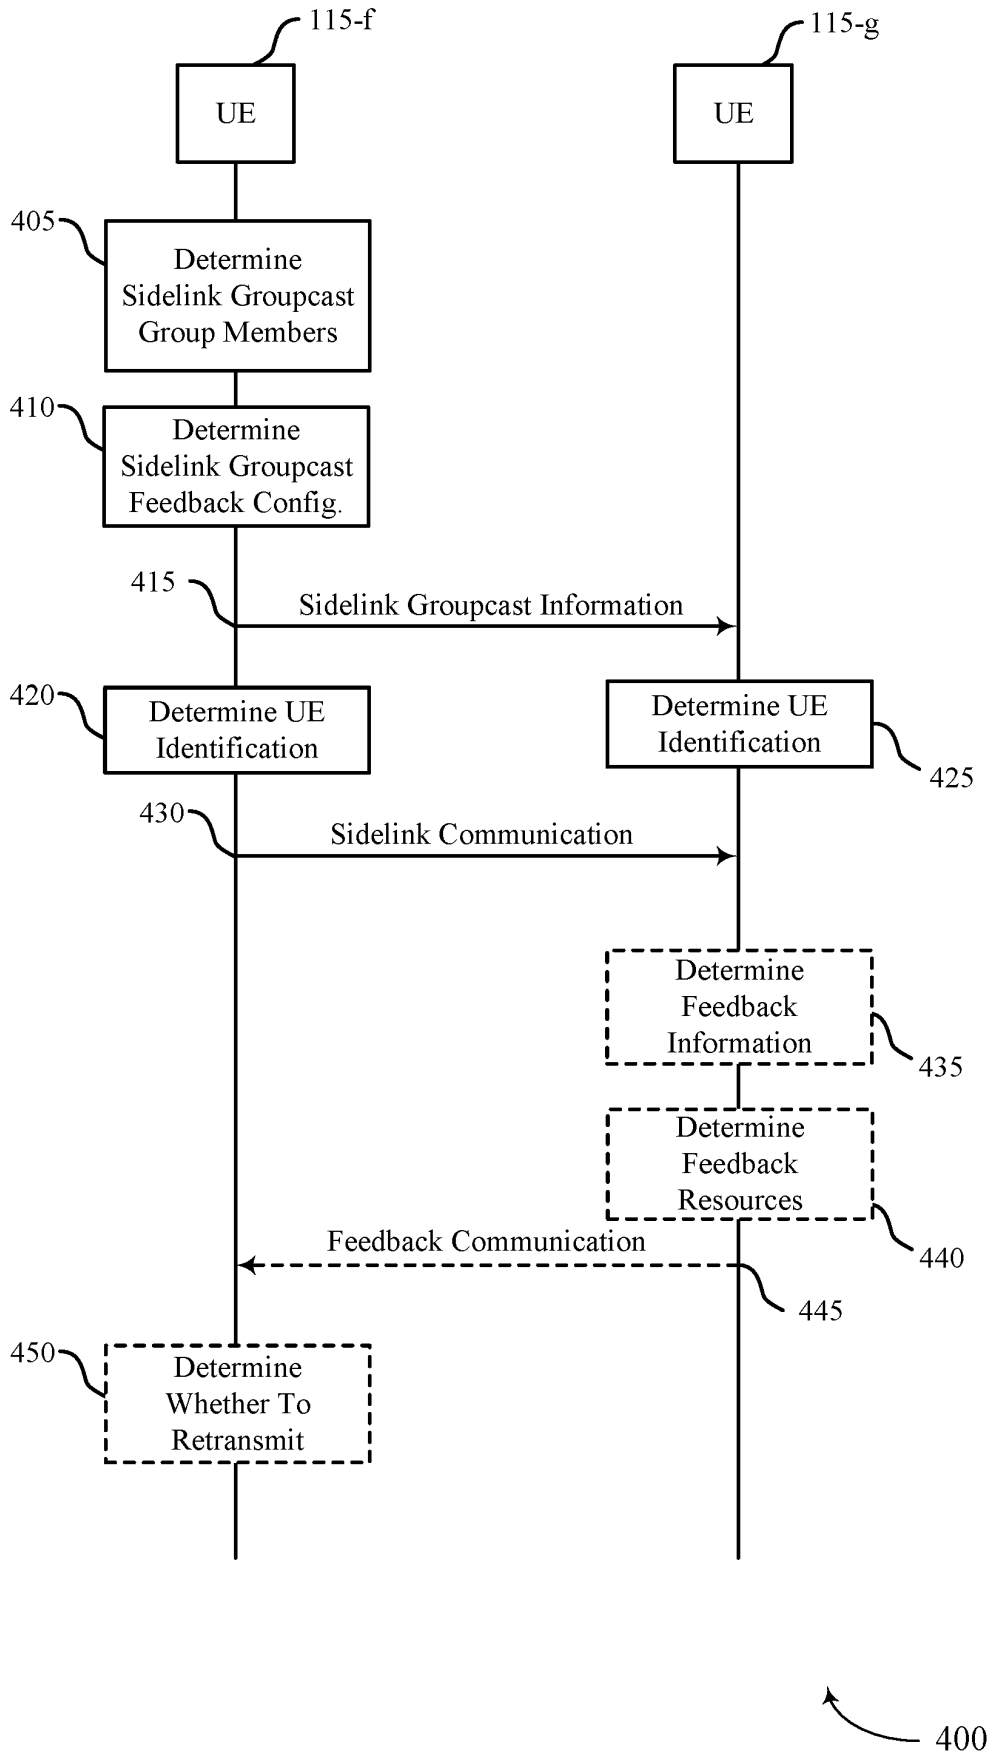 115-f
115-g
UE
UE
405
Determine
Sidelink Groupcast
Group Members
410
Determine
Sidelink Groupcast
Feedback Config.
415
Sidelink Groupcast Information
420
Determine UE
Identification
Determine UE
Identification
425
430
Sidelink Communication
Determine
Feedback
Information
435
Determine
Feedback
Resources
440
Feedback Communication
445
450
Determine
Whether To
Retransmit
400